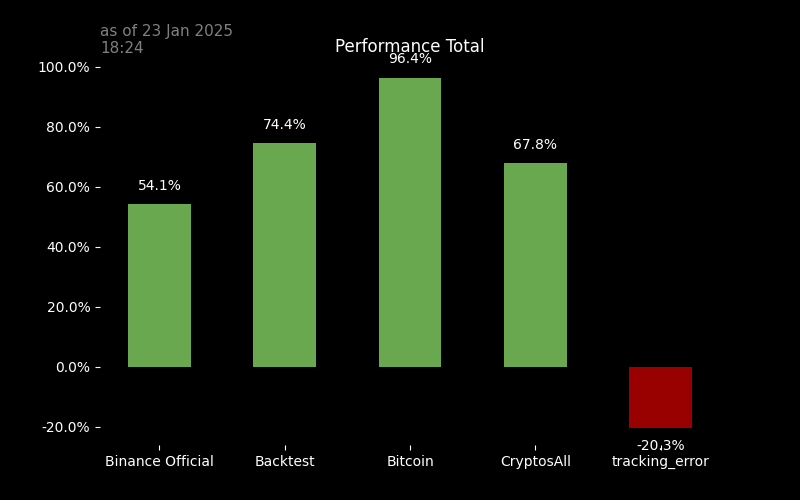 as of 23 Jan 2025
18:24
Performance Total
100.0%
80.0%
60.0%
40.0%
20.0%
0.0%
-20.0%
54.1%
74.4%
96.4%
67.8%
-20.3%
Binance Official
Backtest
Bitcoin
CryptosAll
tracking_error